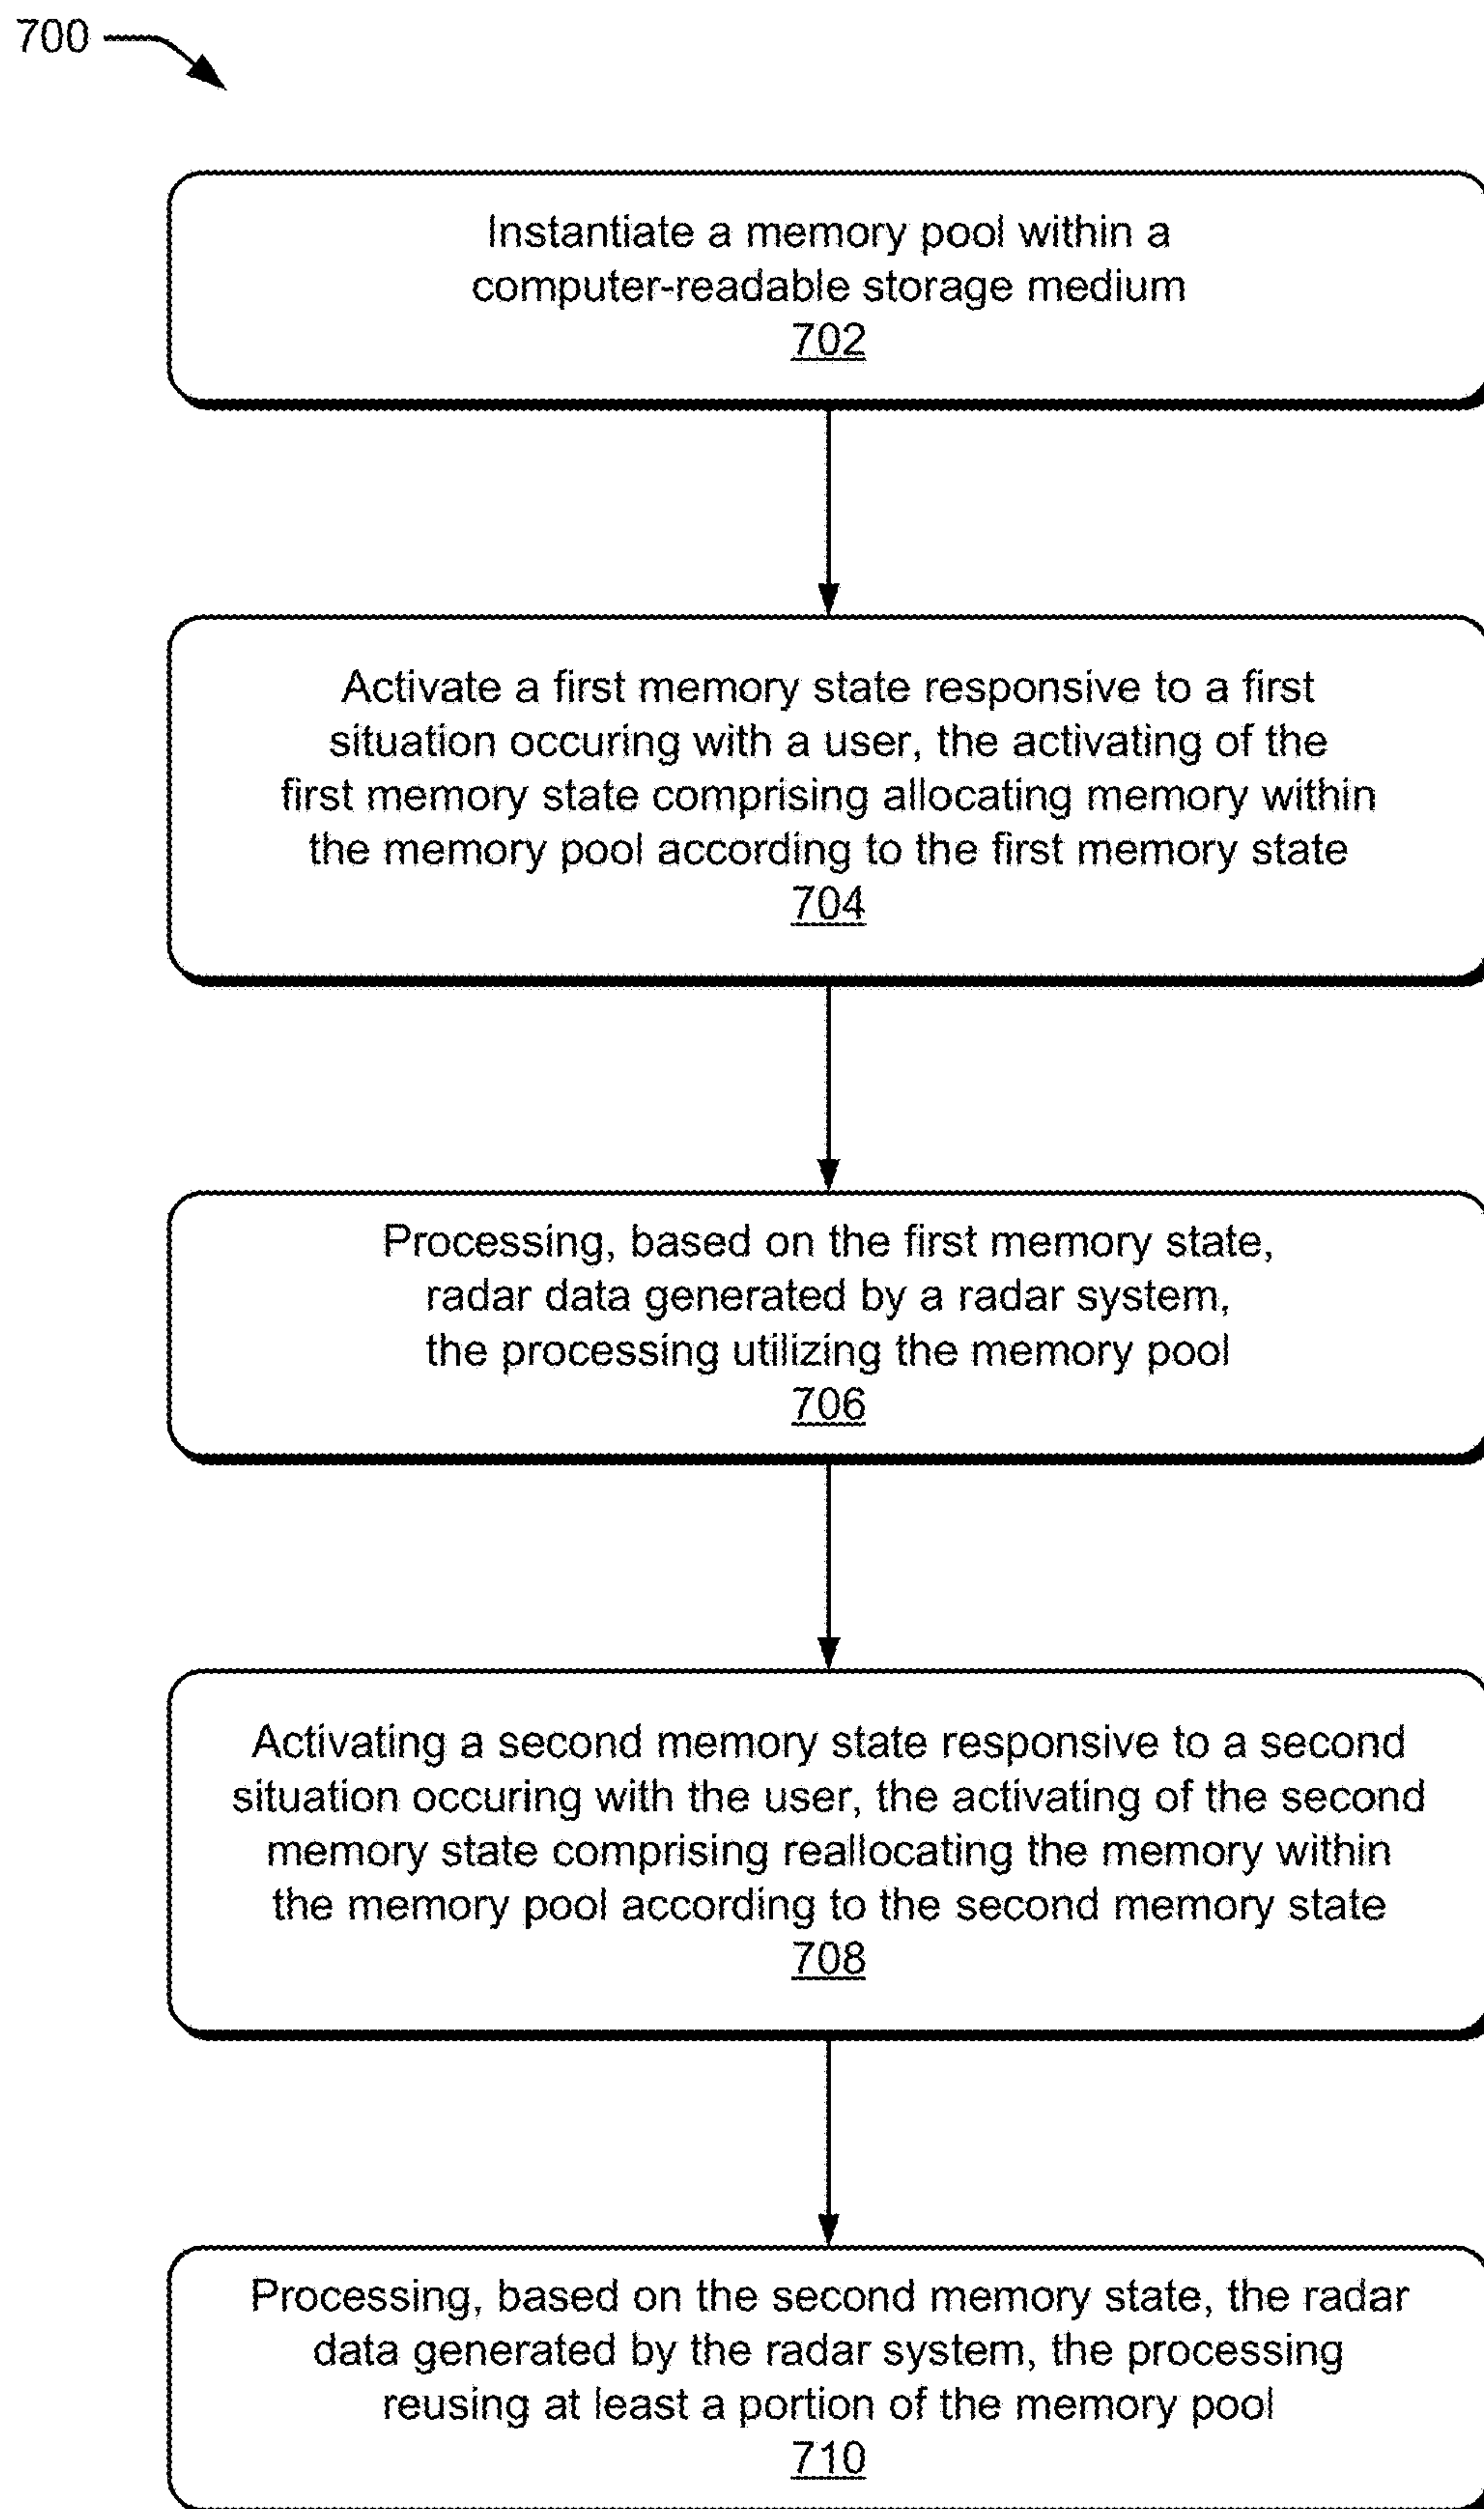 700
Instantiate a memory pool within a
computer-readable storage medium
702
Activate a first memory state responsive to a first
situation occuring with a user, the activating of the
first memory state comprising allocating memory within
the memory pool according to the first memory state
704
Processing, based on the first memory state,
radar data generated by a radar system,
the processing utilizing the memory pool
706
Activating a second memory state responsive to a second
situation occuring with the user, the activating of the second
memory state comprising reallocating the memory within
the memory pool according to the second memory state
708
Processing, based on the second memory state, the radar
data generated by the radar system, the processing
reusing at least a portion of the memory pool
710